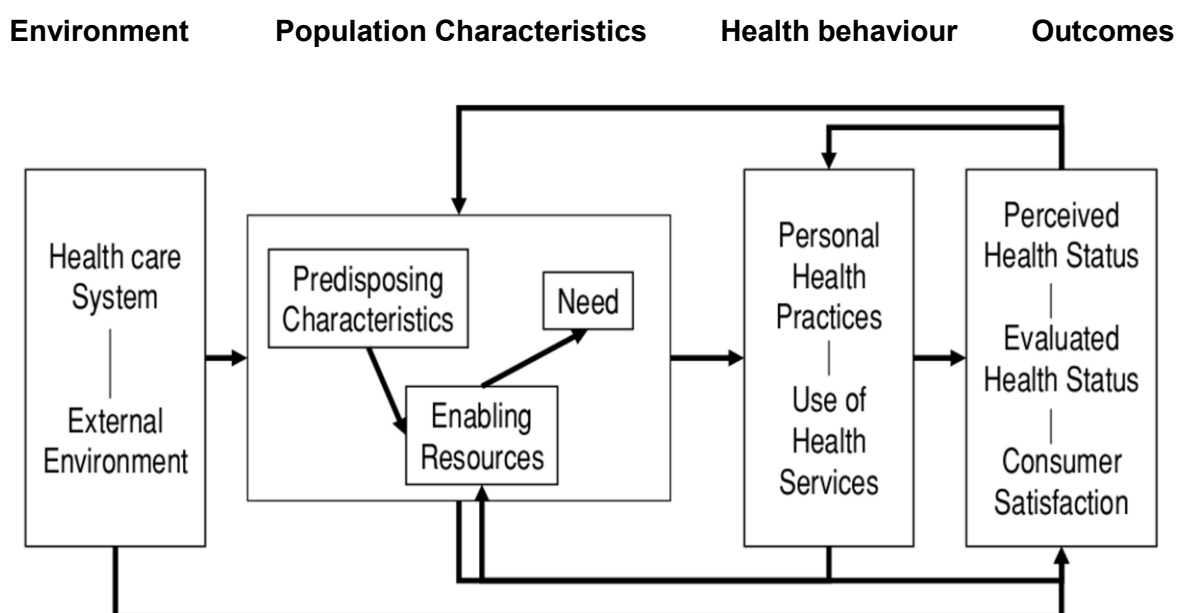 Environment
Population Characteristics
Health behaviour
Outcomes
Health care
System
External
Environment
Predisposing
Characteristics
Need
Enabling
Resources
Personal
Health
Practices
Use of
Health
Services
Perceived
Health Status
Evaluated
Health Status
Consumer
Satisfaction